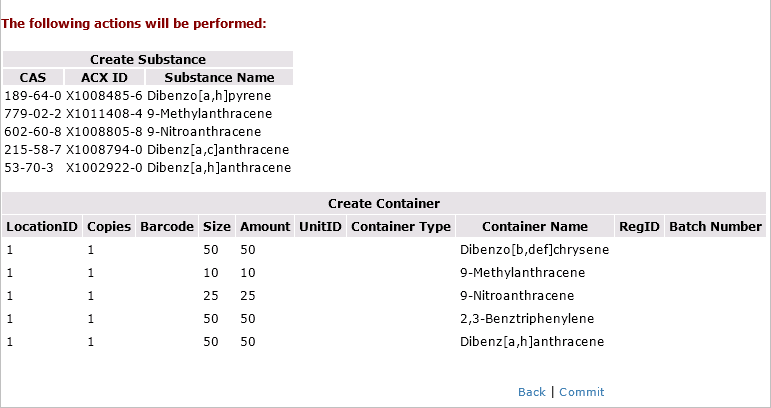 The following actions will be performed:
Create Substance
CAS ACX ID Substance Name
189-64-0 X1008485-6 Dibenzo[a,h]pyrene
779-02-2 X1011408-4 9-Methylanthracene
602-60-8 X1008805-8 9-Nitroanthracene
215-58-7 X1008794-0 Dibenz[a,c]anthracene
53-70-3 X1002922-0 Dibenz[a,h]anthracene
Create Container
LocationID Copies Barcode Size Amount UnitID Container Type Container Name RegID Batch Number
1 1 50 50 Dibenzo[b,def]chrysene
1 1 10 10 9-Methylanthracene
1 1 25 25 9-Nitroanthracene
1 1 50 50 2,3-Benztriphenylene
1 1 50 50 Dibenz[a,h]anthracene
Back | Commit